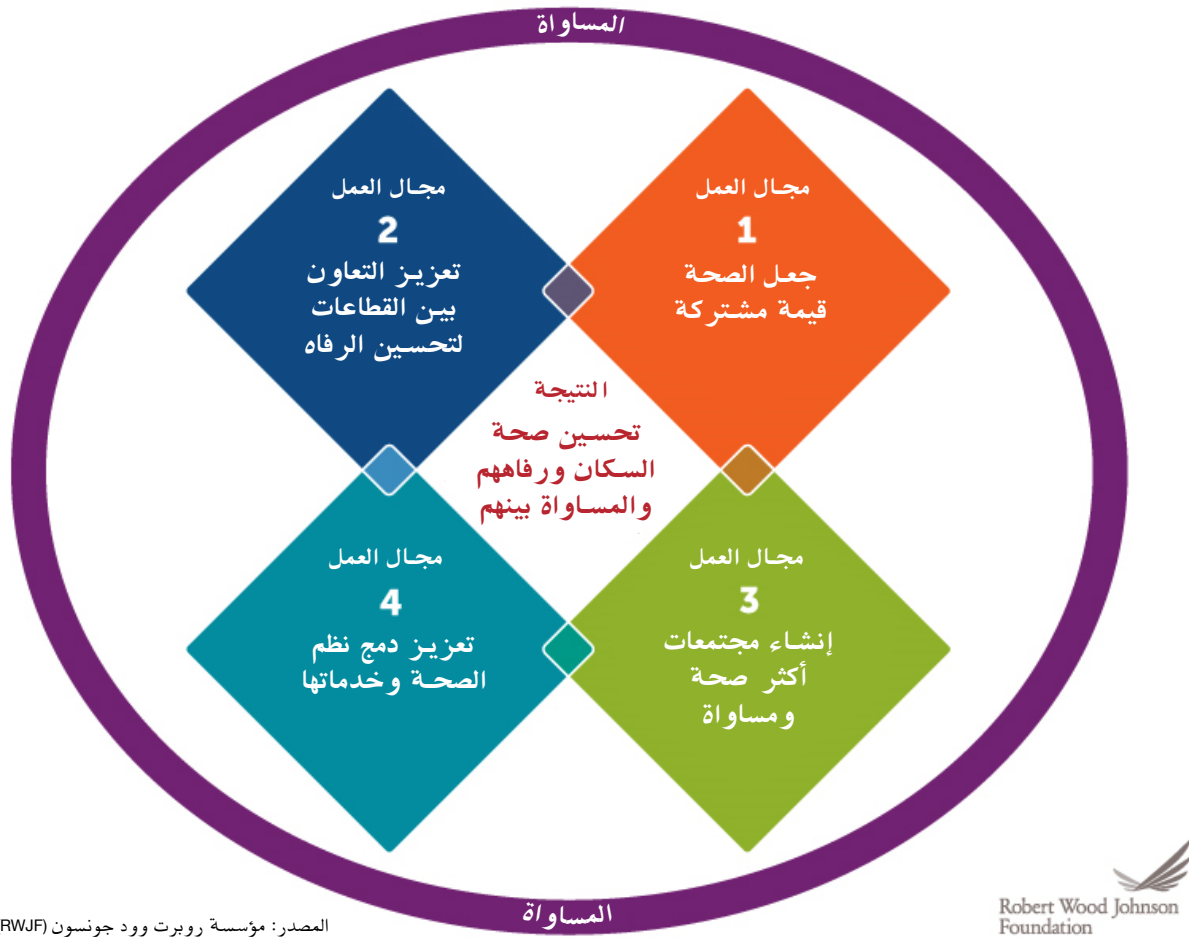 المساواة
مجال العمل
1
جعل الصحة
قيمة مشتركة
مجال العمل
2
تعزيز التعاون
بين القطاعات
لتحسين الرفاه
النتيجة
تحسين صحة
السكان ورفاههم
والمساواة بينهم
مجال العمل
3
إنشاء مجتمعات
أكثر صحة
ومساواة
مجال العمل
4
تعزيز دمج نظم
الصحة وخدماتها
المساواة
المصدر: مؤسسة روبرت وود جونسون (RWJF
Robert Wood Johnson
Foundation